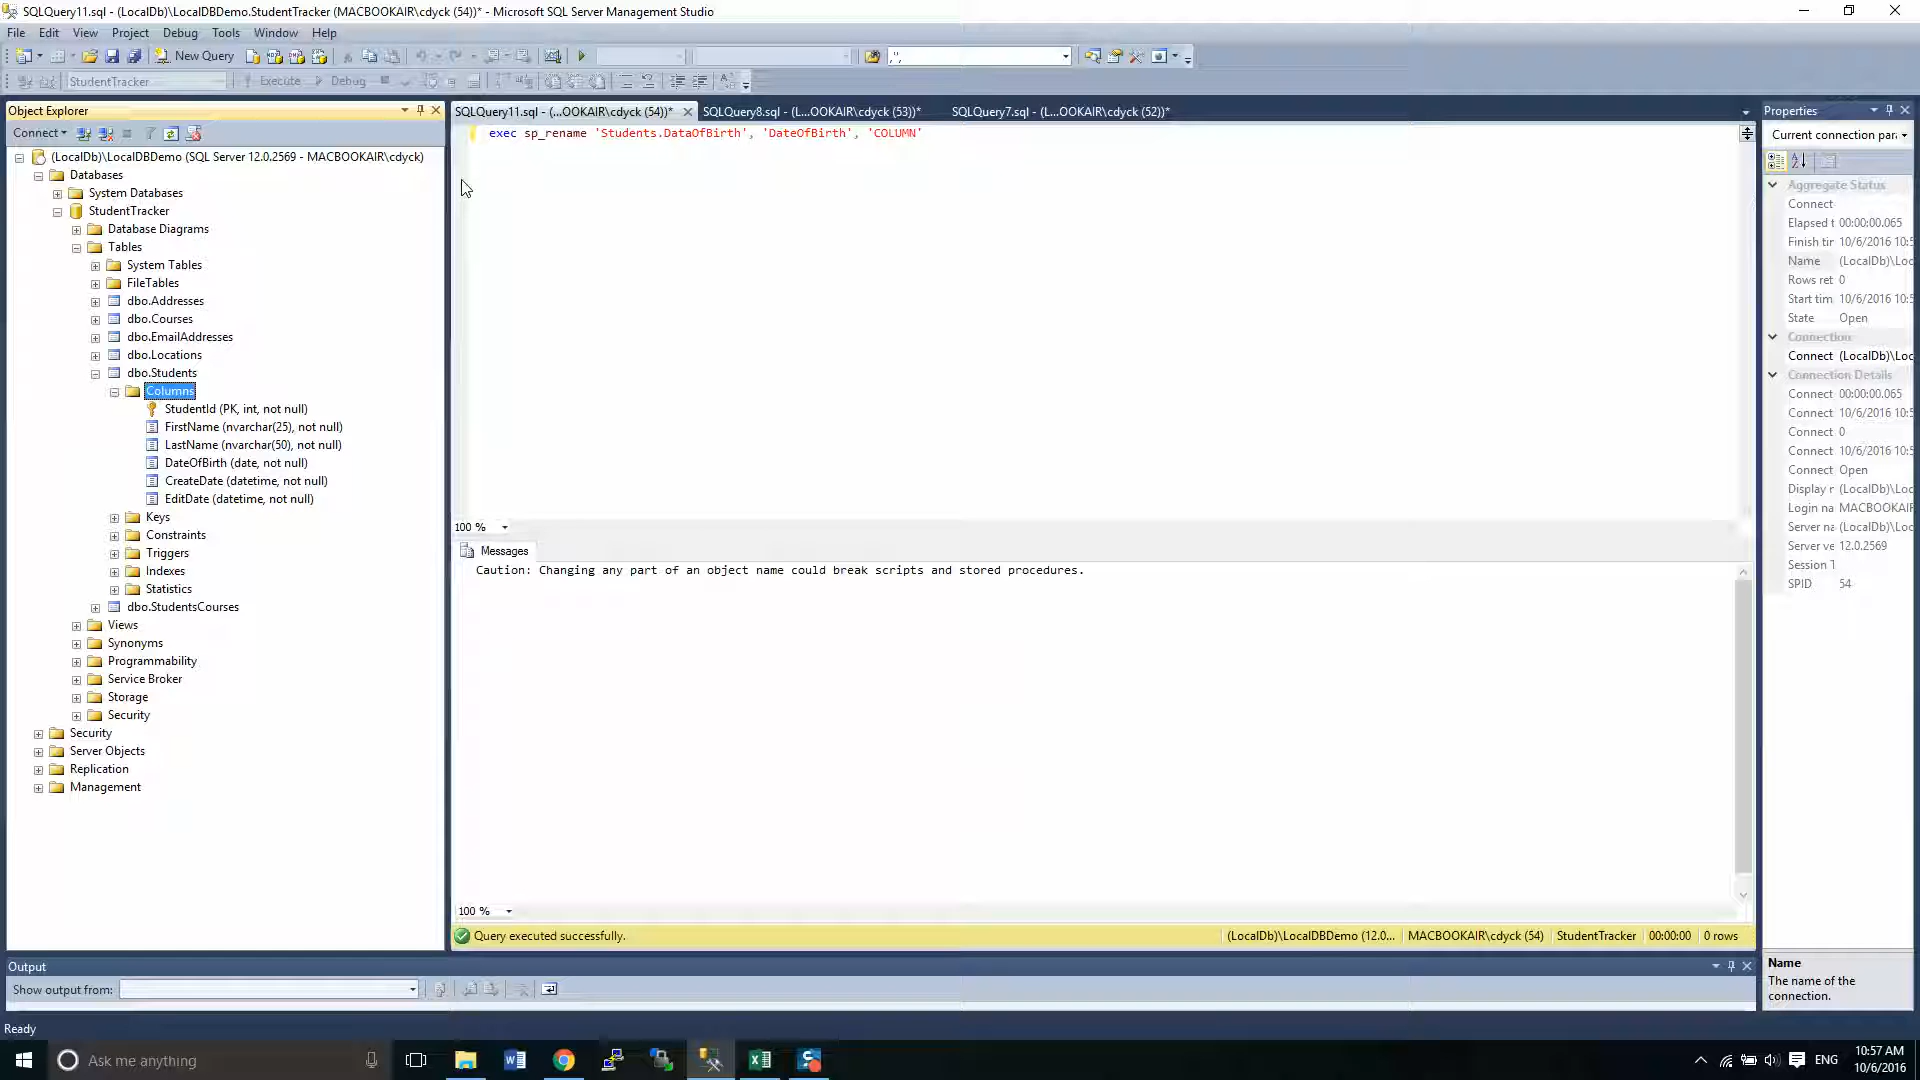 SQLQuery11.sql - (LocalDb)\LocalDBDemo.StudentTracker (MACBOOKAIR\cdyck (54))* - Microsoft SQL Server Management Studio
File Edit View Project Debug Tools Window Help
New Query
','
StudentTracker
Execute
Debug
Object Explorer
Connect
(LocalDb)\LocalDBDemo (SQL Server 12.0.2569 - MACBOOKAIR\cdyck)
Databases
System Databases
StudentTracker
Database Diagrams
Tables
System Tables
FileTables
dbo.Addresses
dbo.Courses
dbo.EmailAddresses
dbo.Locations
dbo.Students
Columns
StudentId (PK, int, not null)
FirstName (nvarchar(25), not null)
LastName (nvarchar(50), not null)
DateOfBirth (date, not null)
CreateDate (datetime, not null)
EditDate (datetime, not null)
Keys
Constraints
Triggers
Indexes
Statistics
dbo.StudentsCourses
Views
Synonyms
Programmability
Service Broker
Storage
Security
Security
Server Objects
Replication
Management
SQLQuery11.sql - (...OOKAIR\cdyck (54))* SQLQuery8.sql - (L...OOKAIR\cdyck (53))* SQLQuery7.sql - (L...OOKAIR\cdyck (52))*
exec sp_rename 'Students.DataOfBirth', 'DateOfBirth', 'COLUMN'
100 %
Messages
Caution: Changing any part of an object name could break scripts and stored procedures.
100 %
Query executed successfully. (LocalDb)\LocalDBDemo (12.0... MACBOOKAIR\cdyck (54) StudentTracker 00:00:00 0 rows
Properties
Current connection para
Aggregate Status
Connect
Elapsed t 00:00:00.065
Finish tir 10/6/2016 10:5
Name (LocalDb)\Loc
Rows ret 0
Start tim 10/6/2016 10:5
State Open
Connection
Connect (LocalDb)\Loc
Connection Details
Connect 00:00:00.065
Connect 10/6/2016 10:5
Connect 0
Connect 10/6/2016 10:5
Connect Open
Display r (LocalDb)\Loc
Login na MACBOOKAIR
Server na (LocalDb)\Loc
Server ve 12.0.2569
Session T
SPID 54
Name
The name of the
connection.
Output
Show output from:
Ready
Ask me anything
ENG
10:57 AM
10/6/2016